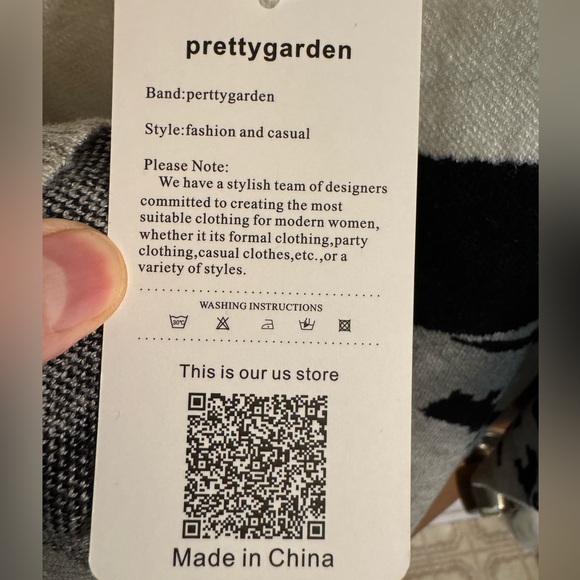 prettygarden
Band:perttygarden
Style:fashion and casual
Please Note:
We have a stylish team of designers
committed to creating the most
suitable clothing for modern women,
whether it its formal clothing,party
clothing,casual clothes,etc.,or a
variety of styles.
WASHING INSTRUCTIONS
30°C
This is our us store
Made in China